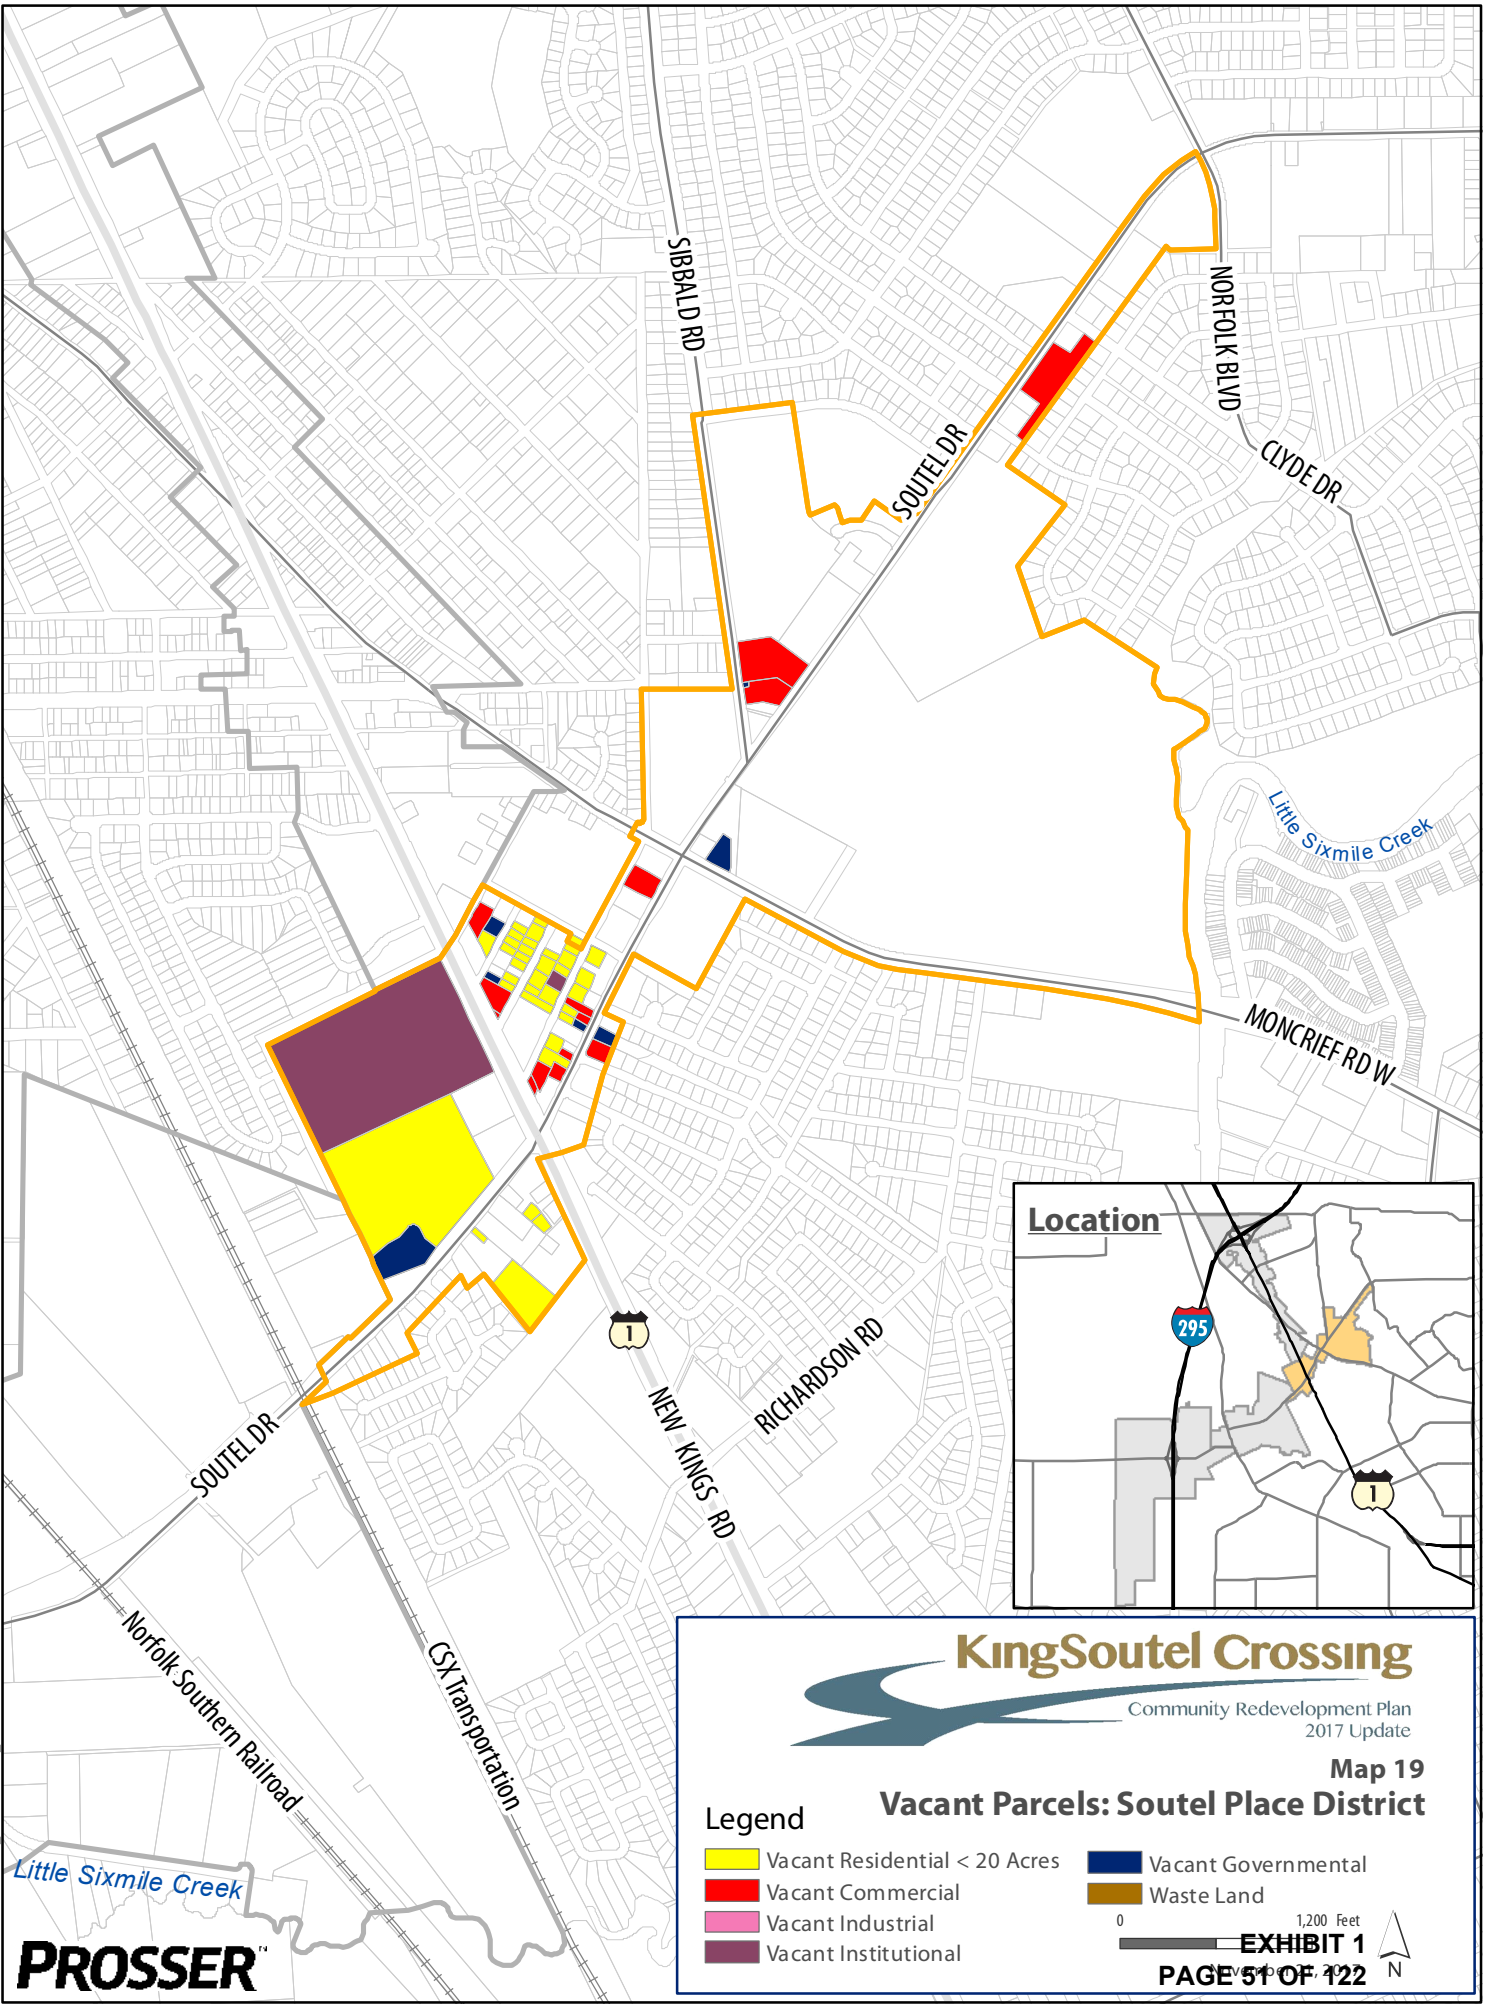 SIBBALD RD
NORFOLK BLVD
SOUTEL DR
CLYDE DR
Little Sixmile Creek
MONCRIEF RD W
Location
295
1
1
RICHARDSON RD
NEW KINGS RD
SOUTEL DR
Norfolk Southern Railroad
CSX Transportation
Little Sixmile Creek
KingSoutel Crossing
Community Redevelopment Plan
2017 Update
Map 19
Vacant Parcels: Soutel Place District
Legend
Vacant Residential < 20 Acres
Vacant Commercial
Vacant Industrial
Vacant Institutional
Vacant Governmental
Waste Land
0 1,200 Feet
N
November 21, 2017
EXHIBIT 1
PAGE 51 OF 122
PROSSER